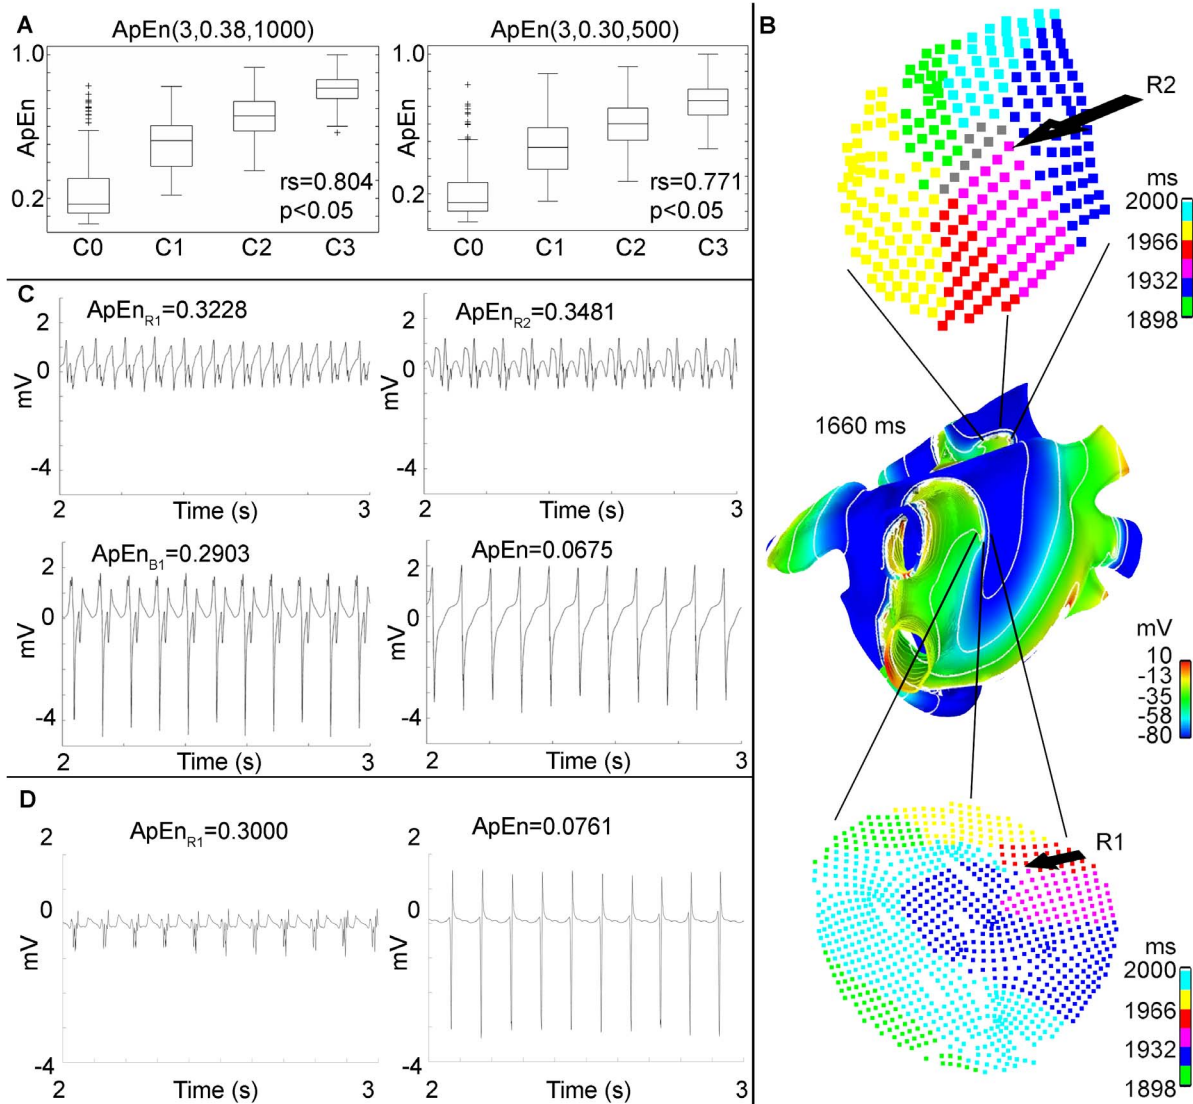 A
ApEn(3,0.38,1000)
ApEn
1.0
0.2
rs=0.804
p<0.05
C0 C1 C2 C3
ApEn(3,0.30,500)
ApEn
1.0
0.2
rs=0.771
p<0.05
C0 C1 C2 C3
C
ApEnR1=0.3228
mV
2
0
-4
2 Time (s) 3
ApEnR2=0.3481
mV
2
0
-4
2 Time (s) 3
ApEnB1=0.2903
mV
2
0
-4
2 Time (s) 3
ApEn=0.0675
mV
2
0
-4
2 Time (s) 3
D
ApEnR1=0.3000
mV
2
0
-4
2 Time (s) 3
ApEn=0.0761
mV
2
0
-4
2 Time (s) 3
B
R2
ms
2000
1966
1932
1898
1660 ms
mV
10
-13
-35
-58
-80
R1
ms
2000
1966
1932
1898